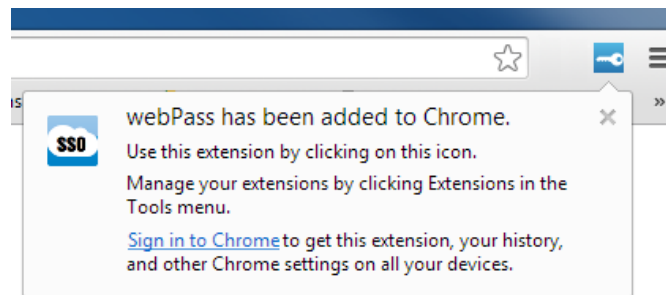 webPass has been added to Chrome.
SSO
Use this extension by clicking on this icon.
Manage your extensions by clicking Extensions in the
Tools menu.
Sign in to Chrome to get this extension, your history,
and other Chrome settings on all your devices.